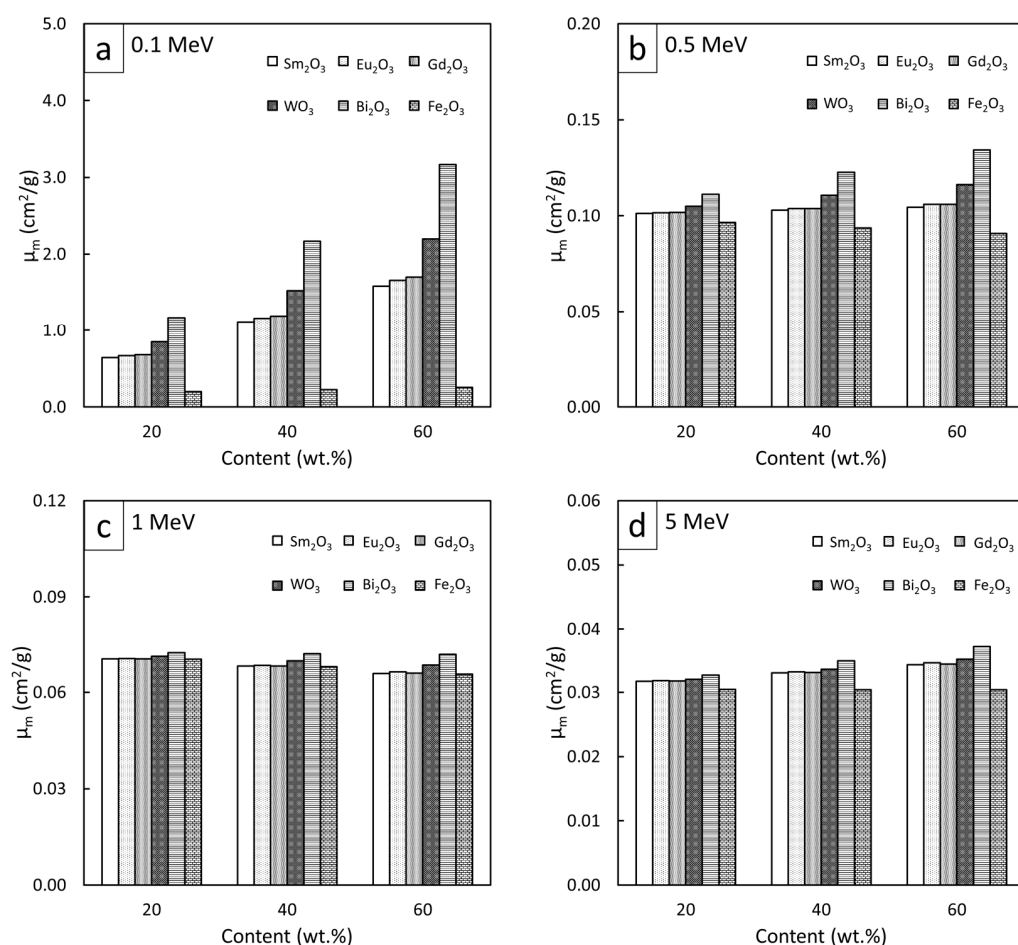 a 0.1 MeV
5.0
4.0
3.0
2.0
1.0
0.0
μm (cm²/g)
Sm₂O₃ Eu₂O₃ Gd₂O₃
WO₃ Bi₂O₃ Fe₂O₃
20 40 60
Content (wt.%)
b 0.5 MeV
0.20
0.15
0.10
0.05
0.00
μm (cm²/g)
Sm₂O₃ Eu₂O₃ Gd₂O₃
WO₃ Bi₂O₃ Fe₂O₃
20 40 60
Content (wt.%)
c 1 MeV
0.12
0.09
0.06
0.03
0.00
μm (cm²/g)
Sm₂O₃ Eu₂O₃ Gd₂O₃
WO₃ Bi₂O₃ Fe₂O₃
20 40 60
Content (wt.%)
d 5 MeV
0.06
0.05
0.04
0.03
0.02
0.01
0.00
μm (cm²/g)
Sm₂O₃ Eu₂O₃ Gd₂O₃
WO₃ Bi₂O₃ Fe₂O₃
20 40 60
Content (wt.%)